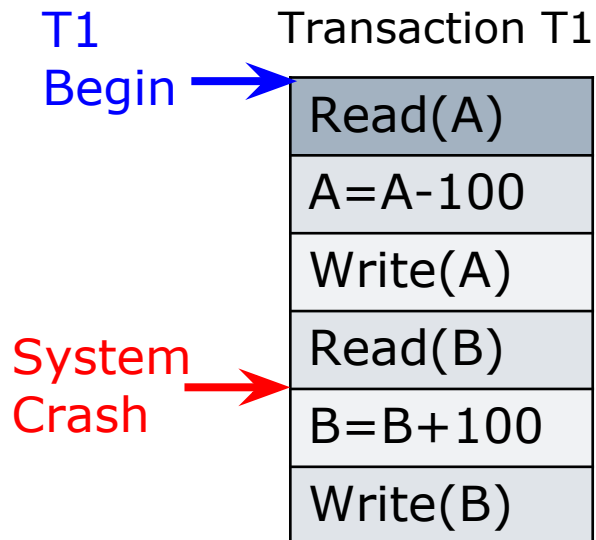 T1
Begin
Transaction T1
Read(A)
A=A-100
Write(A)
Read(B)
System
Crash
B=B+100
Write(B)